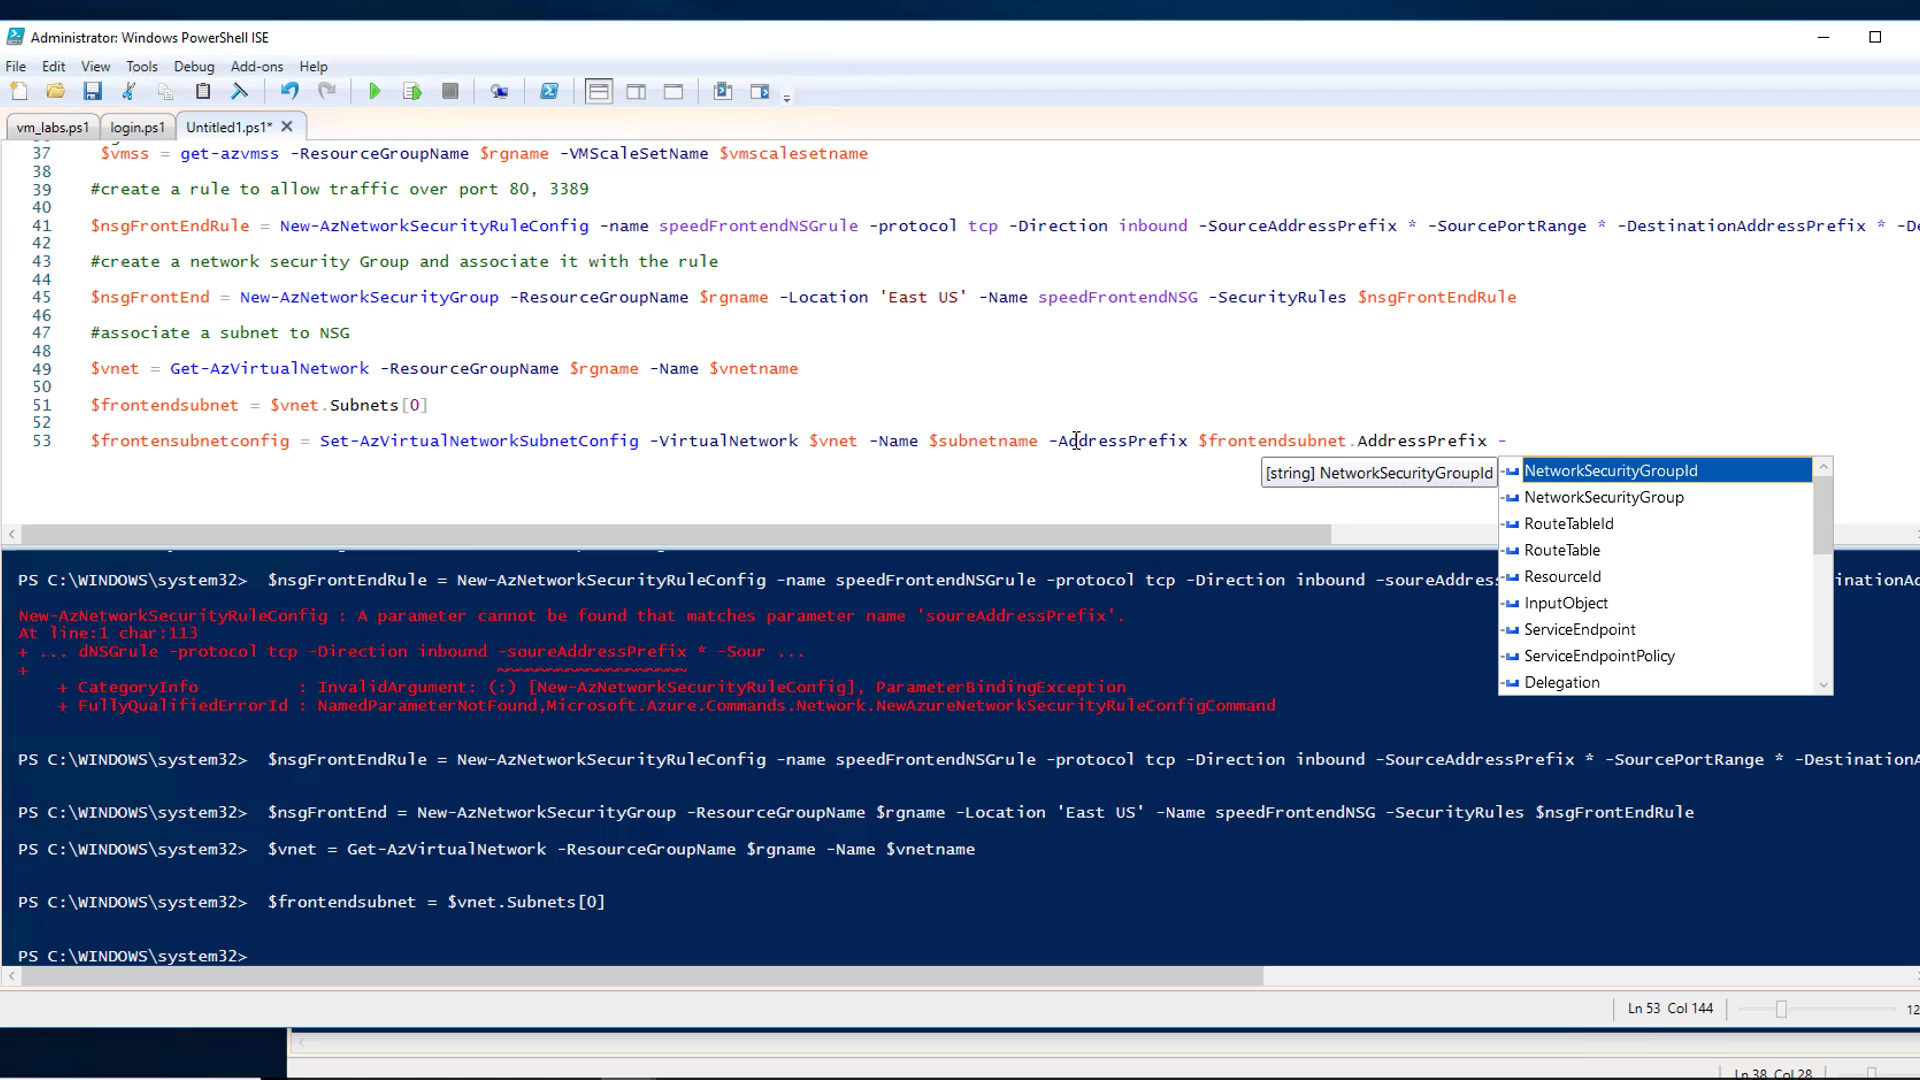 Administrator: Windows PowerShell ISE
File Edit View Tools Debug Add-ons Help
vm_labs.ps1 login.ps1 Untitled1.ps1*
37 $vmss = get-azvmss -ResourceGroupName $rgname -VMScaleSetName $vmscalesetname
38
39 #create a rule to allow traffic over port 80, 3389
40
41 $nsgFrontEndRule = New-AzNetworkSecurityRuleConfig -name speedFrontendNSGrule -protocol tcp -Direction inbound -SourceAddressPrefix * -SourcePortRange * -DestinationAddressPrefix * -De
42
43 #create a network security Group and associate it with the rule
44
45 $nsgFrontEnd = New-AzNetworkSecurityGroup -ResourceGroupName $rgname -Location 'East US' -Name speedFrontendNSG -SecurityRules $nsgFrontEndRule
46
47 #associate a subnet to NSG
48
49 $vnet = Get-AzVirtualNetwork -ResourceGroupName $rgname -Name $vnetname
50
51 $frontendsubnet = $vnet.Subnets[0]
52
53 $frontensubnetconfig = Set-AzVirtualNetworkSubnetConfig -VirtualNetwork $vnet -Name $subnetname -AddressPrefix $frontendsubnet.AddressPrefix -
[string] NetworkSecurityGroupId
NetworkSecurityGroupId
NetworkSecurityGroup
RouteTableId
RouteTable
ResourceId
InputObject
ServiceEndpoint
ServiceEndpointPolicy
Delegation
PS C:\WINDOWS\system32> $nsgFrontEndRule = New-AzNetworkSecurityRuleConfig -name speedFrontendNSGrule -protocol tcp -Direction inbound -soureAddress inationAd
New-AzNetworkSecurityRuleConfig : A parameter cannot be found that matches parameter name 'soureAddressPrefix'.
At line:1 char:113
+ ... dNSGrule -protocol tcp -Direction inbound -soureAddressPrefix * -Sour ...
+ ~~~~~~~~~~~~~~~~~~~
+ CategoryInfo : InvalidArgument: (:) [New-AzNetworkSecurityRuleConfig], ParameterBindingException
+ FullyQualifiedErrorId : NamedParameterNotFound,Microsoft.Azure.Commands.Network.NewAzureNetworkSecurityRuleConfigCommand
PS C:\WINDOWS\system32> $nsgFrontEndRule = New-AzNetworkSecurityRuleConfig -name speedFrontendNSGrule -protocol tcp -Direction inbound -SourceAddressPrefix * -SourcePortRange * -DestinationA
PS C:\WINDOWS\system32> $nsgFrontEnd = New-AzNetworkSecurityGroup -ResourceGroupName $rgname -Location 'East US' -Name speedFrontendNSG -SecurityRules $nsgFrontEndRule
PS C:\WINDOWS\system32> $vnet = Get-AzVirtualNetwork -ResourceGroupName $rgname -Name $vnetname
PS C:\WINDOWS\system32> $frontendsubnet = $vnet.Subnets[0]
PS C:\WINDOWS\system32>
Ln 53 Col 144 12
Ln 38 Col 28